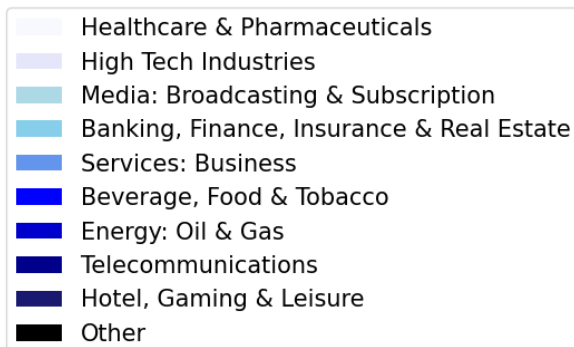 Healthcare & Pharmaceuticals
High Tech Industries
Media: Broadcasting & Subscription
Banking, Finance, Insurance & Real Estate
Services: Business
Beverage, Food & Tobacco
Energy: Oil & Gas
Telecommunications
Hotel, Gaming & Leisure
Other